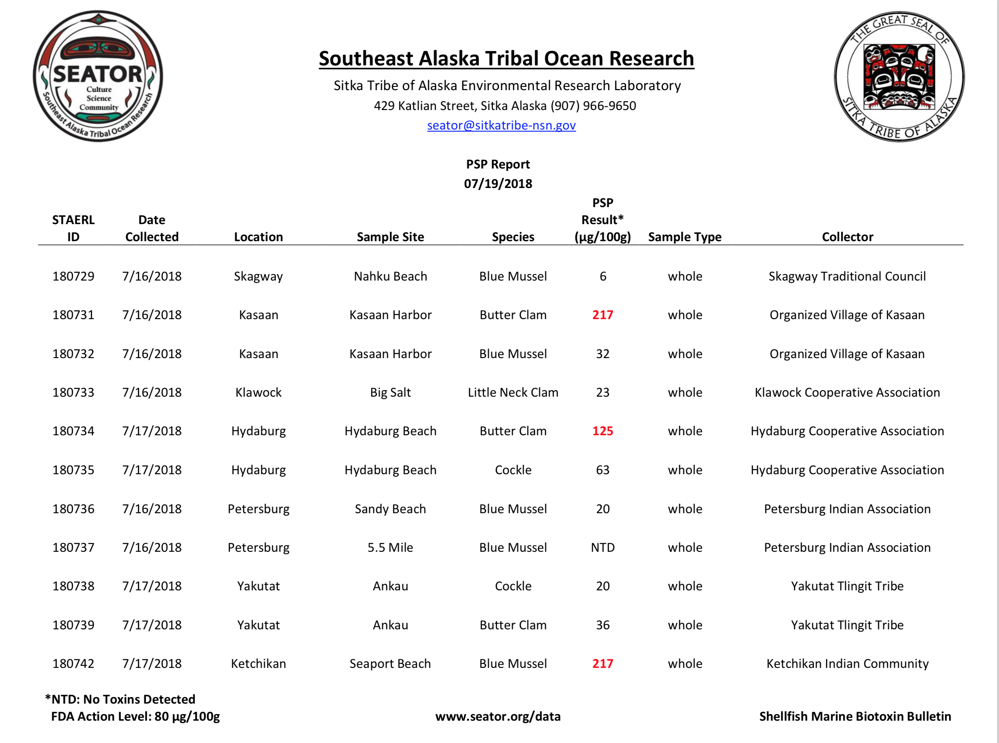 SEATOR
Culture
Science
Community
Southeast Alaska Tribal Ocean Research
Southeast Alaska Tribal Ocean Research
Sitka Tribe of Alaska Environmental Research Laboratory
429 Katlian Street, Sitka Alaska (907) 966-9650
seator@sitkatribe-nsn.gov
THE GREAT SEAL OF
SITKA TRIBE OF ALASKA
PSP Report
07/19/2018
STAERL ID Date Collected Location Sample Site Species PSP Result* (µg/100g) Sample Type Collector
180729 7/16/2018 Skagway Nahku Beach Blue Mussel 6 whole Skagway Traditional Council
180731 7/16/2018 Kasaan Kasaan Harbor Butter Clam 217 whole Organized Village of Kasaan
180732 7/16/2018 Kasaan Kasaan Harbor Blue Mussel 32 whole Organized Village of Kasaan
180733 7/16/2018 Klawock Big Salt Little Neck Clam 23 whole Klawock Cooperative Association
180734 7/17/2018 Hydaburg Hydaburg Beach Butter Clam 125 whole Hydaburg Cooperative Association
180735 7/17/2018 Hydaburg Hydaburg Beach Cockle 63 whole Hydaburg Cooperative Association
180736 7/16/2018 Petersburg Sandy Beach Blue Mussel 20 whole Petersburg Indian Association
180737 7/16/2018 Petersburg 5.5 Mile Blue Mussel NTD whole Petersburg Indian Association
180738 7/17/2018 Yakutat Ankau Cockle 20 whole Yakutat Tlingit Tribe
180739 7/17/2018 Yakutat Ankau Butter Clam 36 whole Yakutat Tlingit Tribe
180742 7/17/2018 Ketchikan Seaport Beach Blue Mussel 217 whole Ketchikan Indian Community
*NTD: No Toxins Detected
FDA Action Level: 80 µg/100g www.seator.org/data Shellfish Marine Biotoxin Bulletin